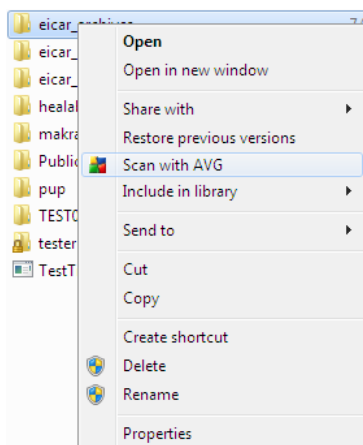 eicar_archives
eicar_
eicar_
heala
makra
Public
pup
TEST
tester
TestT
Open
Open in new window
Share with
Restore previous versions
Scan with AVG
Include in library
Send to
Cut
Copy
Create shortcut
Delete
Rename
Properties